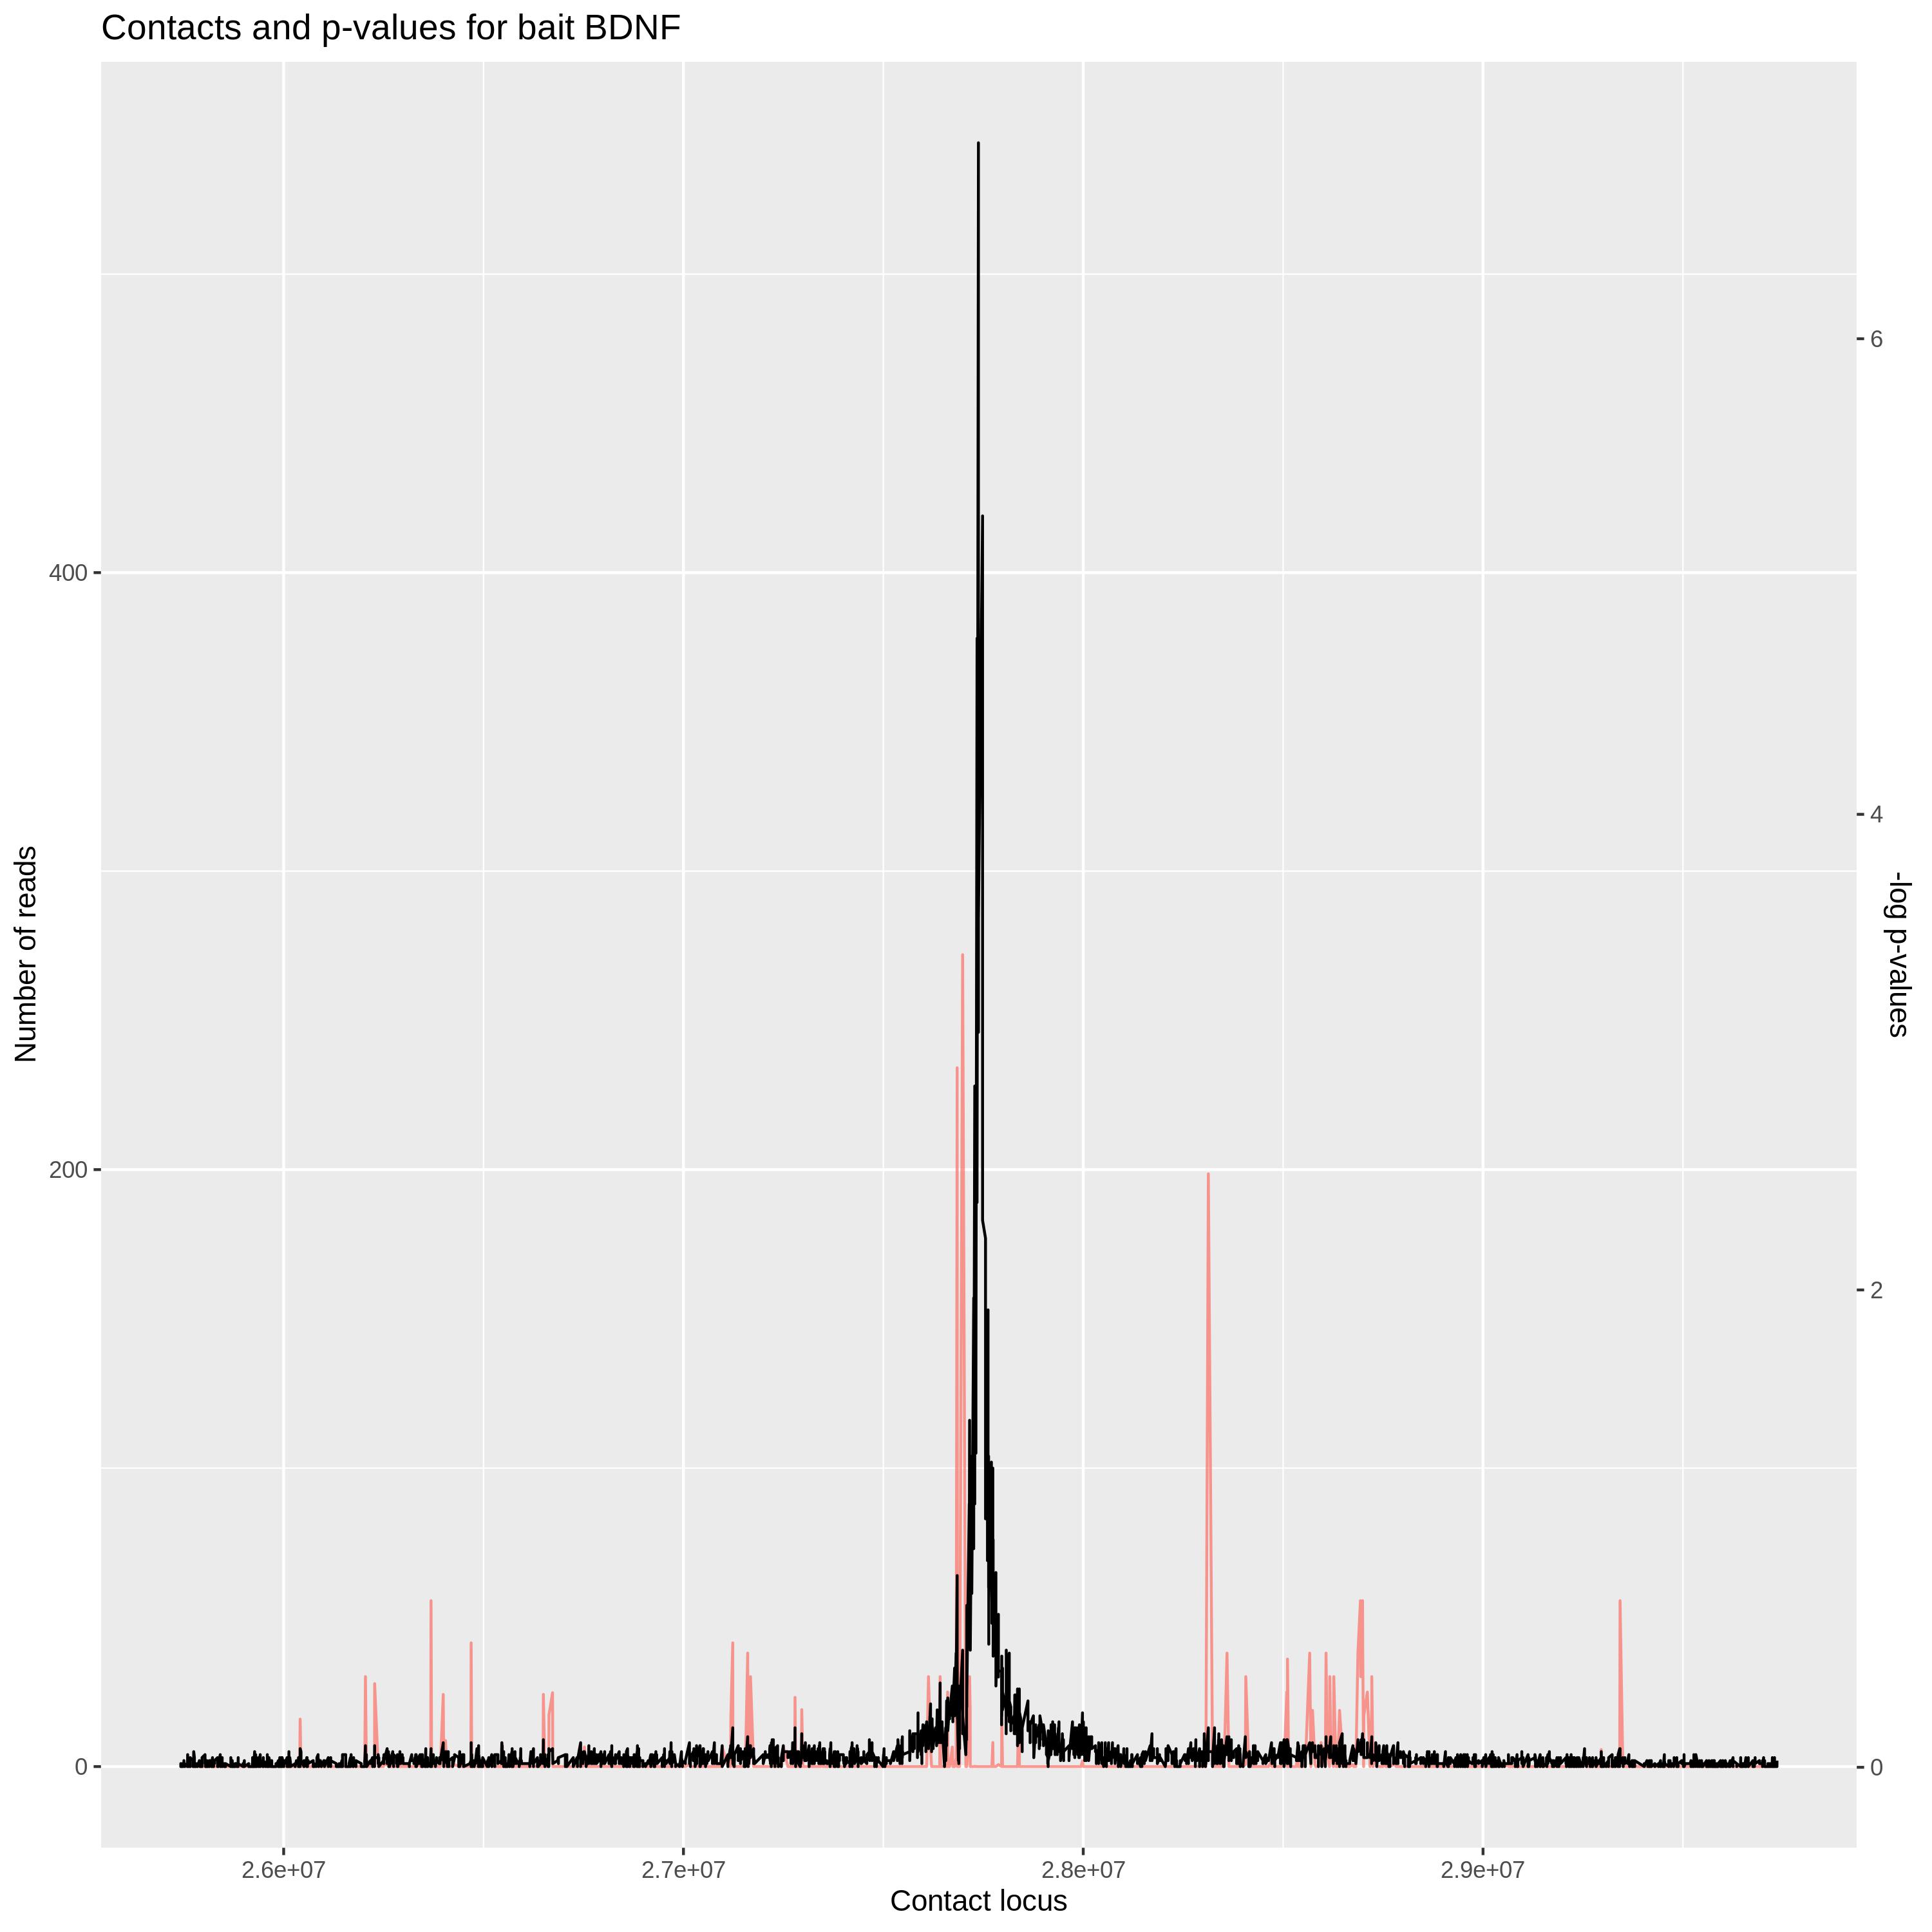 Contacts and p-values for bait BDNF
Number of reads
400
200
0
6
4
2
0
-log p-values
2.6e+07
2.7e+07
2.8e+07
2.9e+07
Contact locus